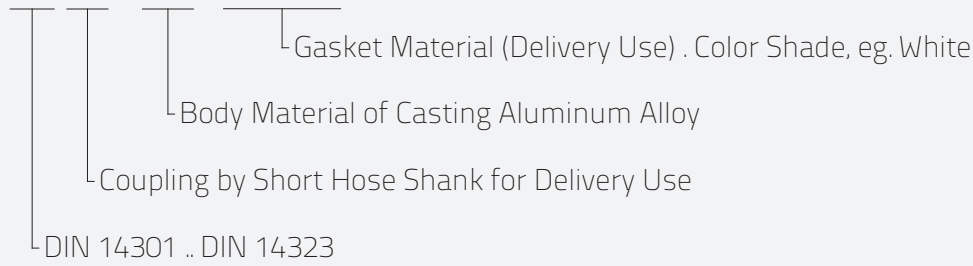 Gasket Material (Delivery Use) . Color Shade, eg. White
Body Material of Casting Aluminum Alloy
Coupling by Short Hose Shank for Delivery Use
DIN 14301 .. DIN 14323